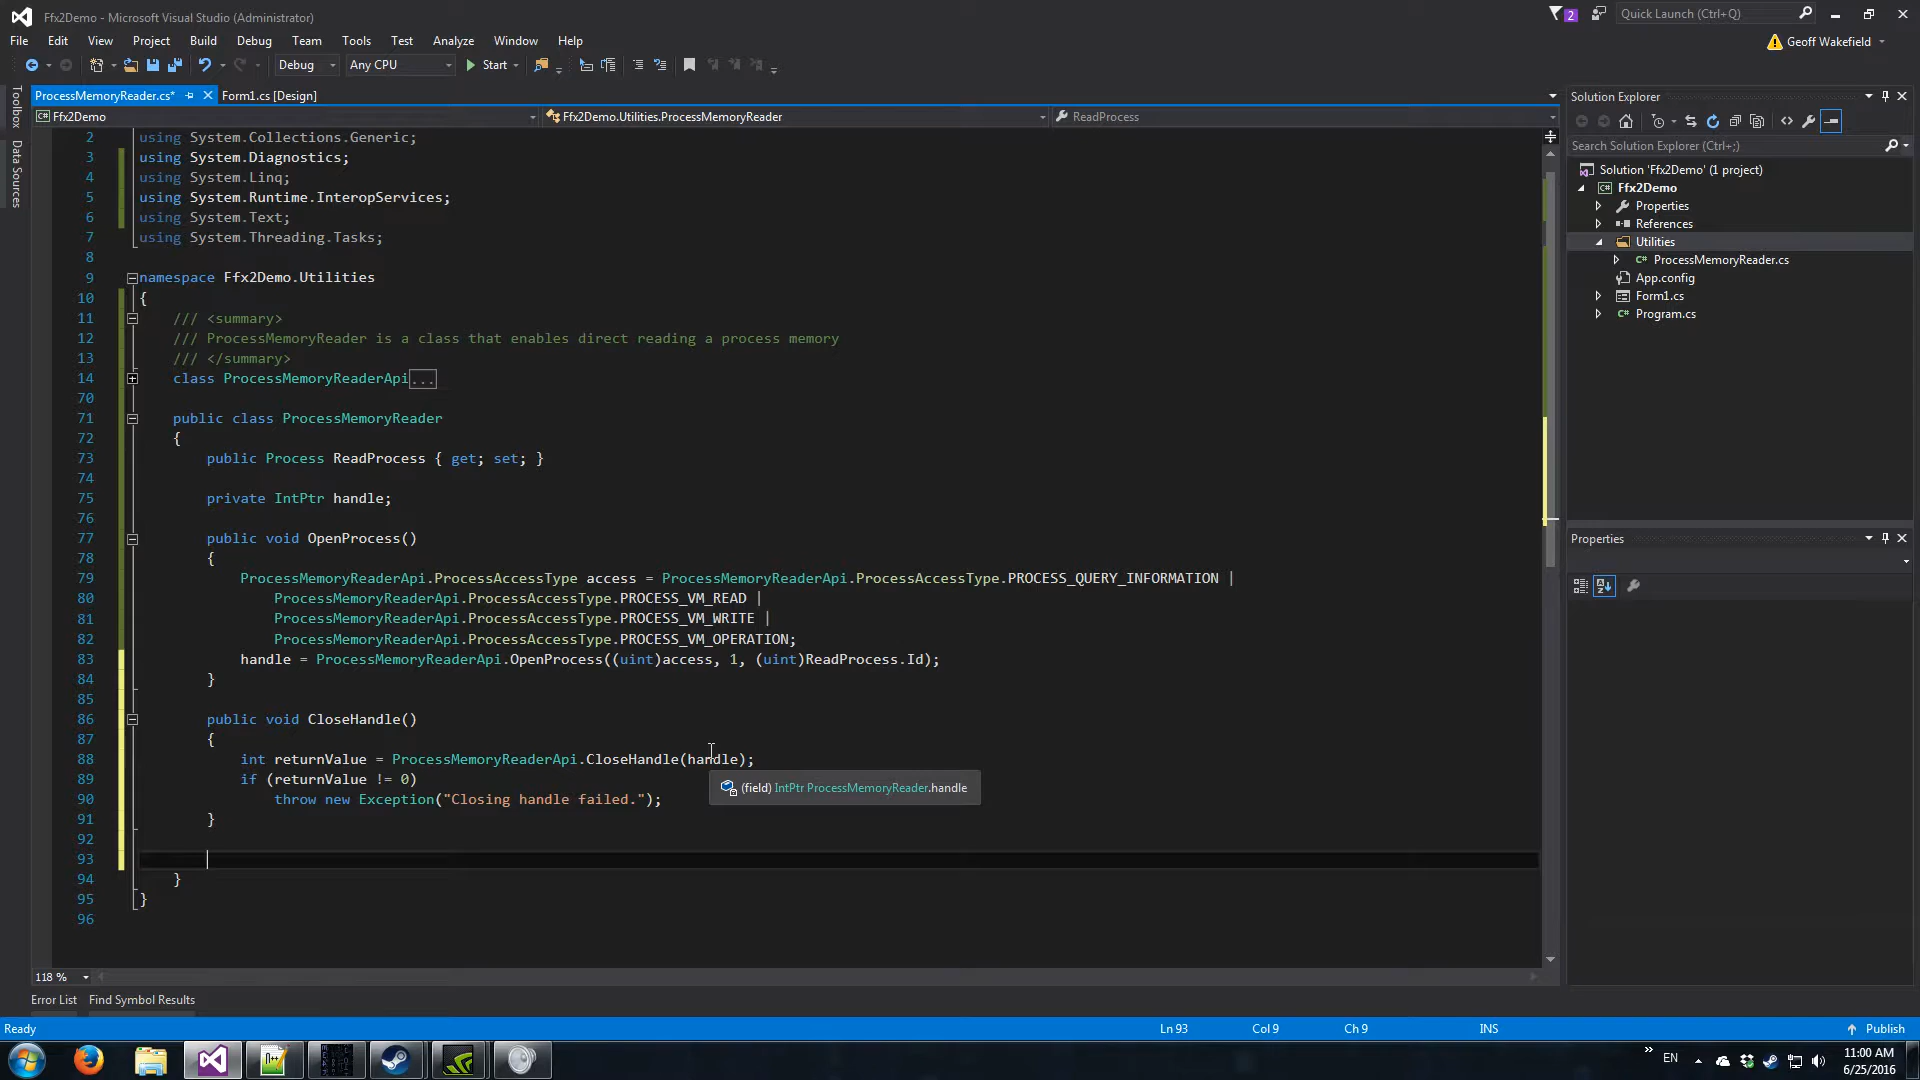 Ffx2Demo - Microsoft Visual Studio (Administrator)
2
Quick Launch (Ctrl+Q)
File Edit View Project Build Debug Team Tools Test Analyze Window Help
Geoff Wakefield
Debug Any CPU Start
Toolbox
Data Sources
ProcessMemoryReader.cs* Form1.cs [Design]
Ffx2Demo Ffx2Demo.Utilities.ProcessMemoryReader ReadProcess
2 using System.Collections.Generic;
3 using System.Diagnostics;
4 using System.Linq;
5 using System.Runtime.InteropServices;
6 using System.Text;
7 using System.Threading.Tasks;
8
9 namespace Ffx2Demo.Utilities
10 {
11 /// <summary>
12 /// ProcessMemoryReader is a class that enables direct reading a process memory
13 /// </summary>
14 class ProcessMemoryReaderApi...
70
71 public class ProcessMemoryReader
72 {
73 public Process ReadProcess { get; set; }
74
75 private IntPtr handle;
76
77 public void OpenProcess()
78 {
79 ProcessMemoryReaderApi.ProcessAccessType access = ProcessMemoryReaderApi.ProcessAccessType.PROCESS_QUERY_INFORMATION |
80 ProcessMemoryReaderApi.ProcessAccessType.PROCESS_VM_READ |
81 ProcessMemoryReaderApi.ProcessAccessType.PROCESS_VM_WRITE |
82 ProcessMemoryReaderApi.ProcessAccessType.PROCESS_VM_OPERATION;
83 handle = ProcessMemoryReaderApi.OpenProcess((uint)access, 1, (uint)ReadProcess.Id);
84 }
85
86 public void CloseHandle()
87 {
88 int returnValue = ProcessMemoryReaderApi.CloseHandle(handle);
89 if (returnValue != 0)
90 throw new Exception("Closing handle failed.");
(field) IntPtr ProcessMemoryReader.handle
91 }
92
93
94 }
95 }
96
118 %
Error List Find Symbol Results
Solution Explorer
Search Solution Explorer (Ctrl+;)
Solution 'Ffx2Demo' (1 project)
C# Ffx2Demo
Properties
References
Utilities
C# ProcessMemoryReader.cs
App.config
Form1.cs
C# Program.cs
Properties
Ready Ln 93 Col 9 Ch 9 INS Publish
EN 11:00 AM
6/25/2016